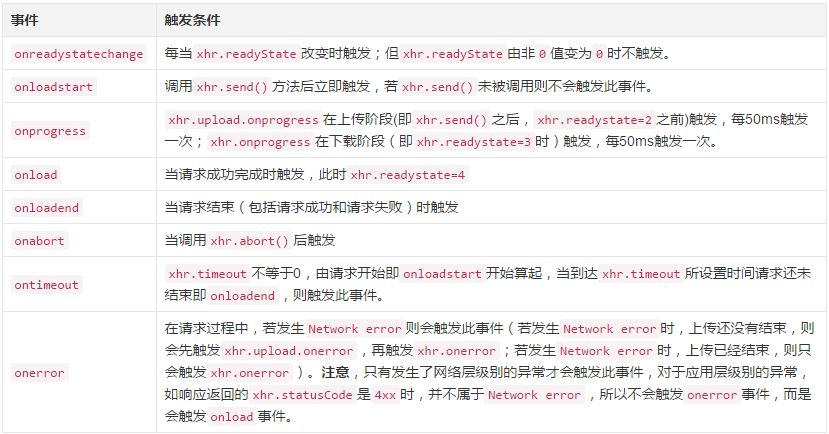 事件 触发条件
onreadystatechange 每当 xhr.readyState 改变时触发；但 xhr.readyState 由非 0 值变为 0 时不触发。
onloadstart 调用 xhr.send() 方法后立即触发，若 xhr.send() 未被调用则不会触发此事件。
xhr.upload.onprogress 在上传阶段(即 xhr.send() 之后，xhr.readystate=2 之前)触发，每50ms触发
onprogress
一次；xhr.onprogress 在下载阶段（即 xhr.readystate=3 时）触发，每50ms触发一次。
onload 当请求成功完成时触发，此时 xhr.readystate=4
onloadend 当请求结束（包括请求成功和请求失败）时触发
onabort 当调用 xhr.abort() 后触发
xhr.timeout 不等于0，由请求开始即 onloadstart 开始算起，当到达 xhr.timeout 所设置时间请求还未
ontimeout
结束即 onloadend ，则触发此事件。
在请求过程中，若发生 Network error 则会触发此事件（若发生 Network error 时，上传还没有结束，则
会先触发 xhr.upload.onerror ，再触发 xhr.onerror ；若发生 Network error 时，上传已经结束，则只
onerror 会触发 xhr.onerror ）。注意，只有发生了网络层级别的异常才会触发此事件，对于应用层级别的异常，
如响应返回的 xhr.statusCode 是 4xx 时，并不属于 Network error ，所以不会触发 onerror 事件，而是
会触发 onload 事件。